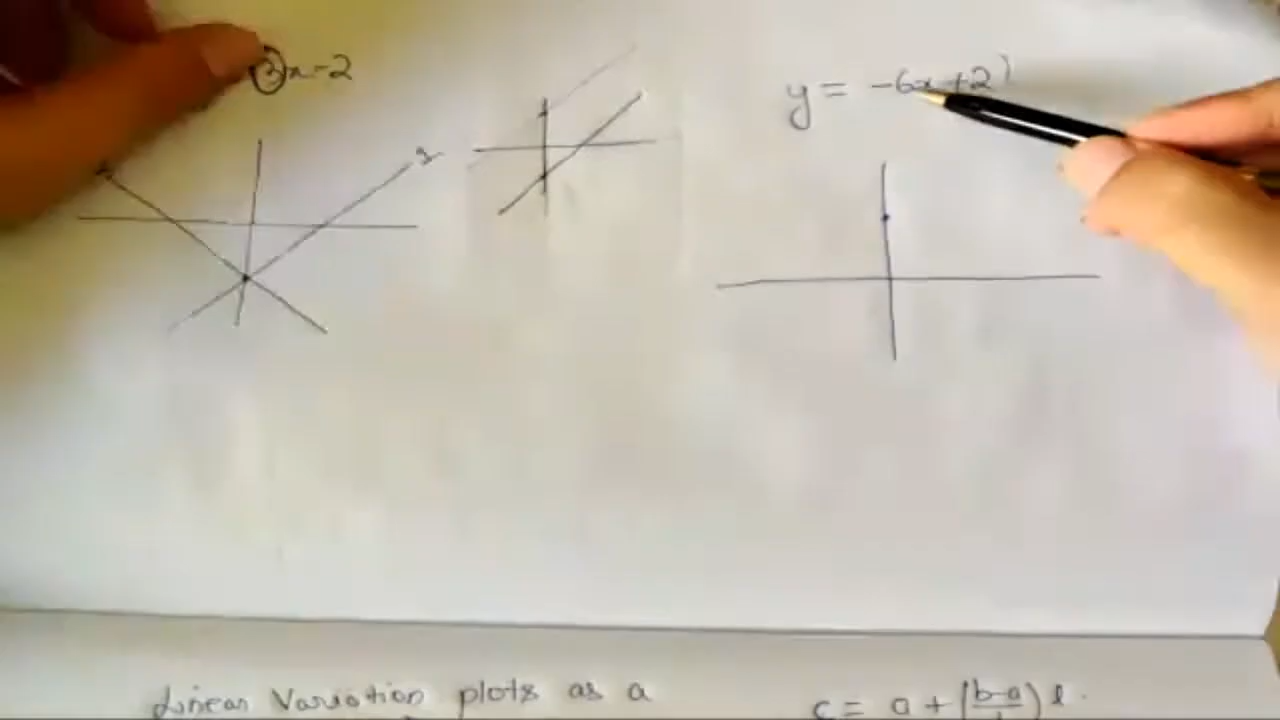 3x-2
y = -6x+2
Linear Variation plots as a
c = a + (b-a) l.